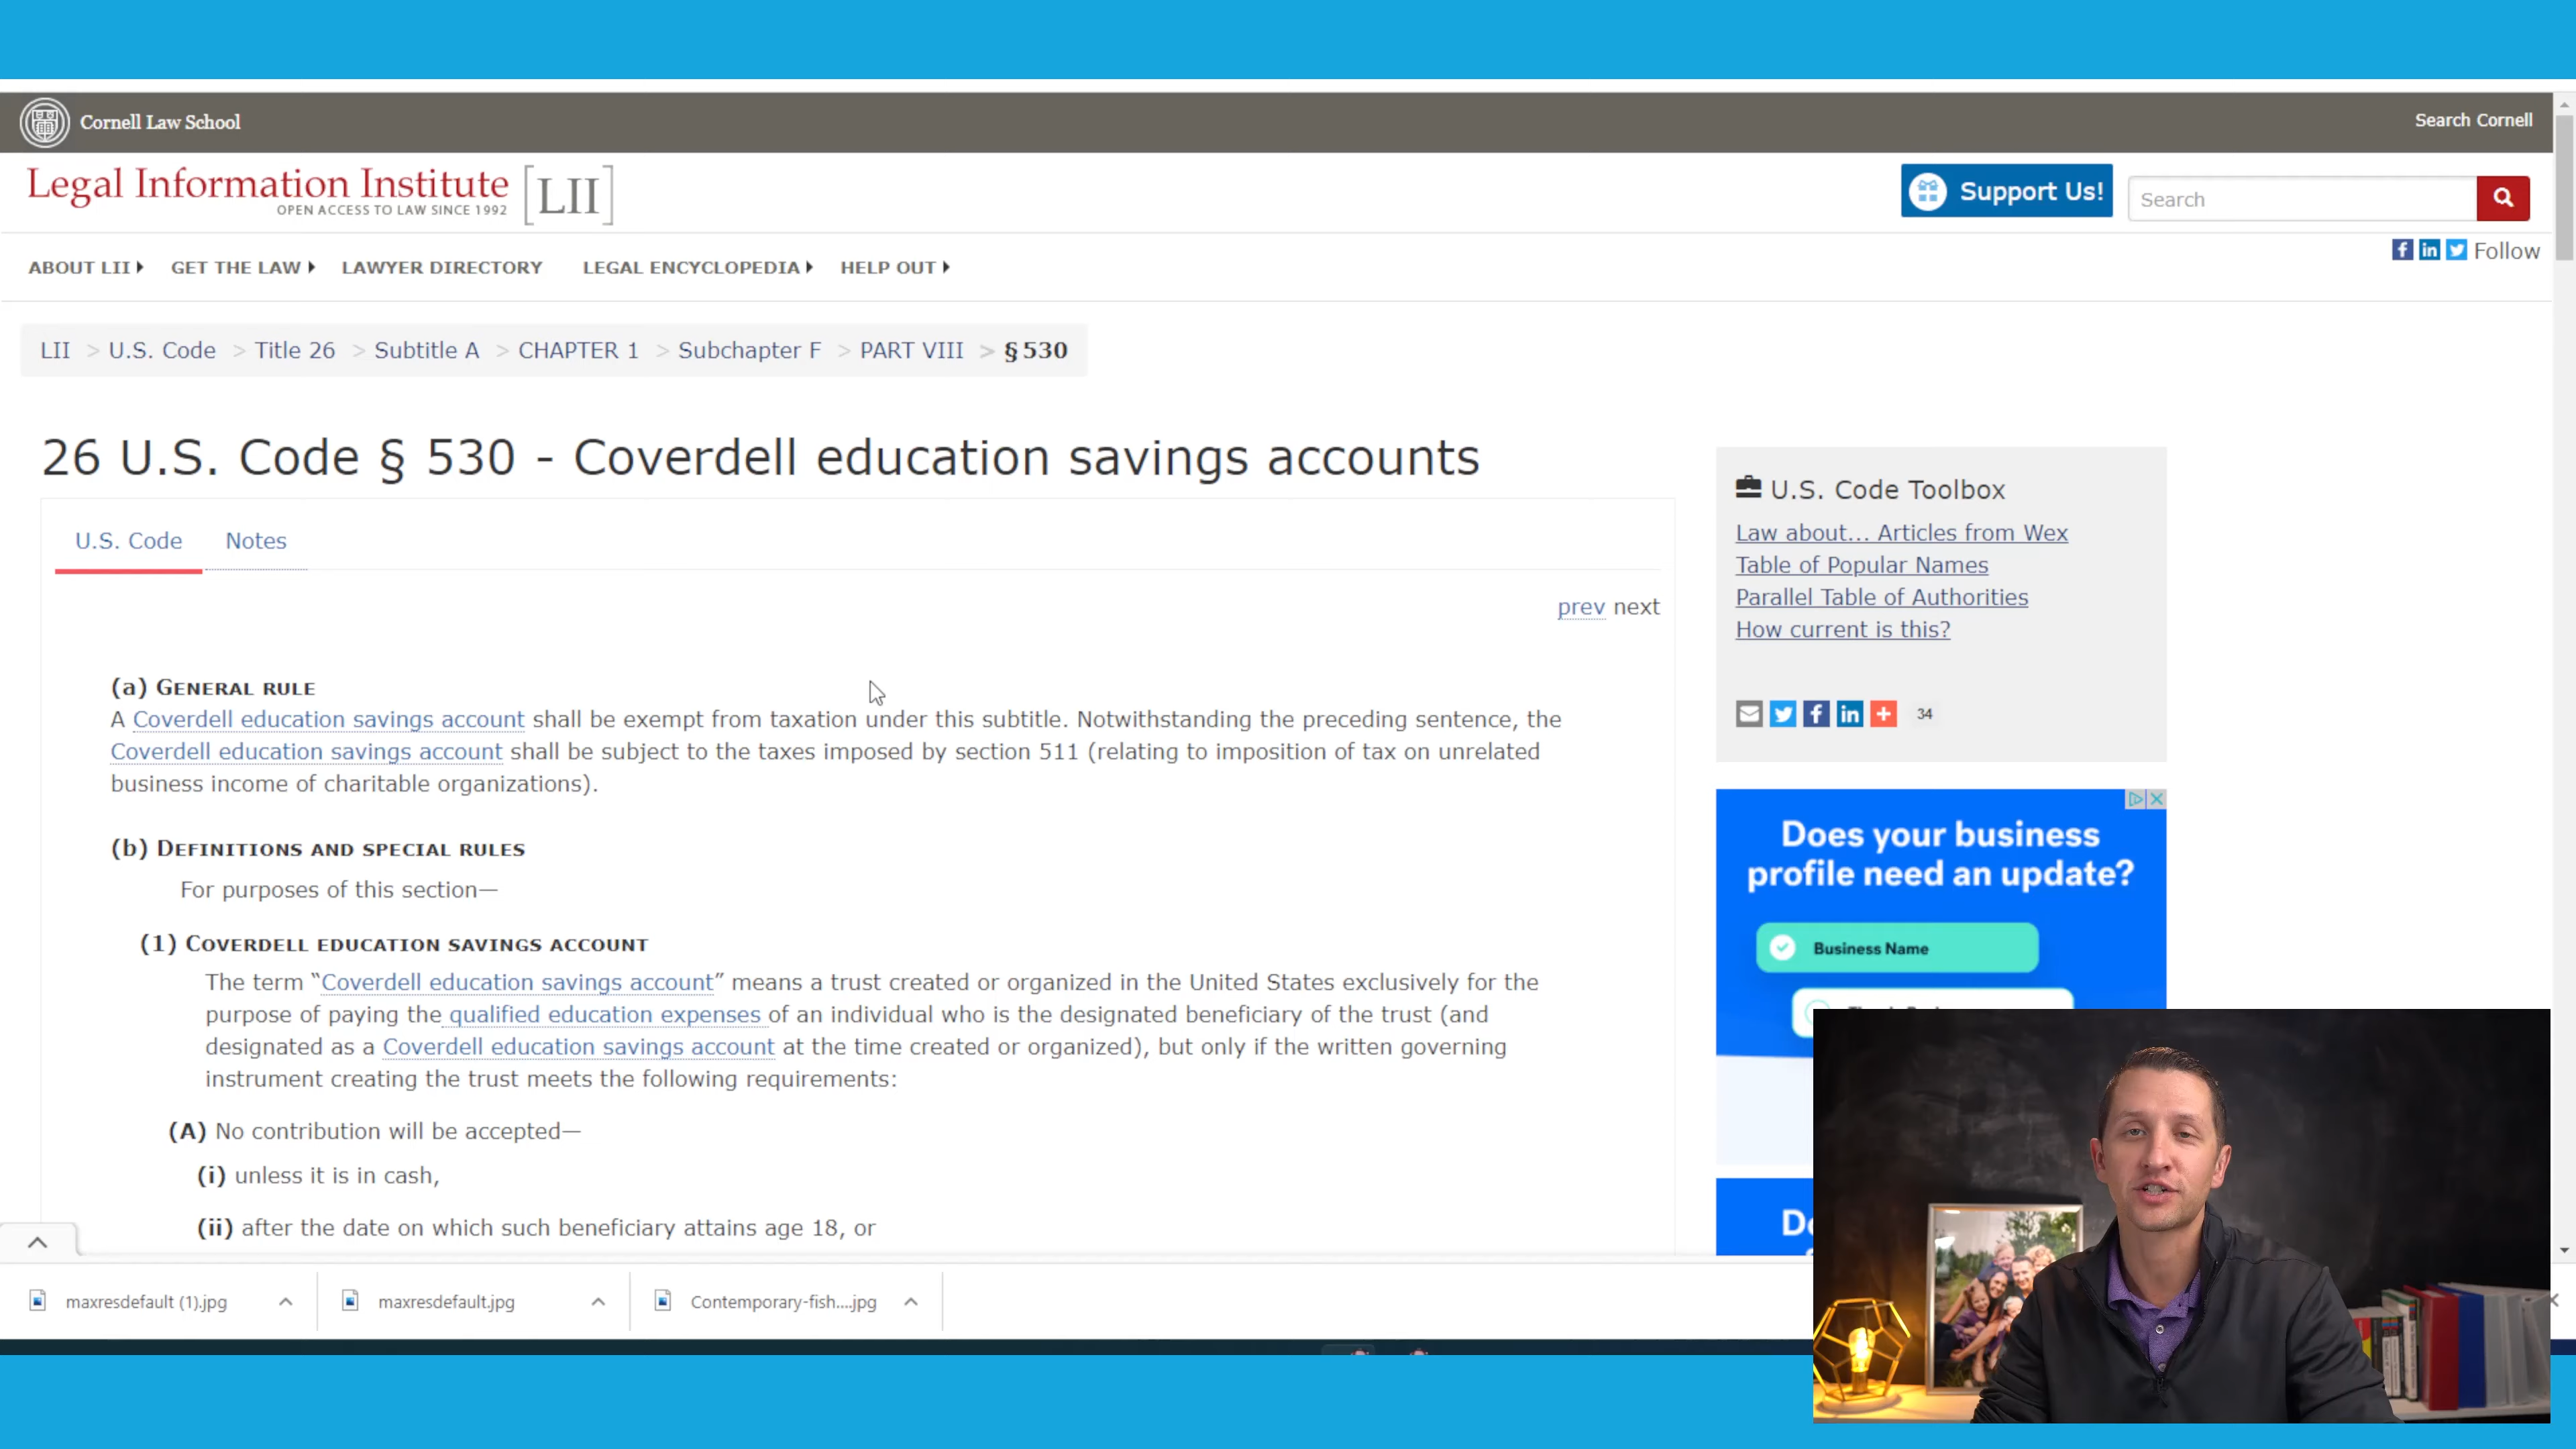 Cornell Law School
Search Cornell
Legal Information Institute [LII]
OPEN ACCESS TO LAW SINCE 1992
Support Us!
Search
ABOUT LII GET THE LAW LAWYER DIRECTORY LEGAL ENCYCLOPEDIA HELP OUT
Follow
LII > U.S. Code > Title 26 > Subtitle A > CHAPTER 1 > Subchapter F > PART VIII > § 530
26 U.S. Code § 530 - Coverdell education savings accounts
U.S. Code Notes
prev next
(a) GENERAL RULE
A Coverdell education savings account shall be exempt from taxation under this subtitle. Notwithstanding the preceding sentence, the
Coverdell education savings account shall be subject to the taxes imposed by section 511 (relating to imposition of tax on unrelated
business income of charitable organizations).
(b) DEFINITIONS AND SPECIAL RULES
For purposes of this section—
(1) COVERDELL EDUCATION SAVINGS ACCOUNT
The term “Coverdell education savings account” means a trust created or organized in the United States exclusively for the
purpose of paying the qualified education expenses of an individual who is the designated beneficiary of the trust (and
designated as a Coverdell education savings account at the time created or organized), but only if the written governing
instrument creating the trust meets the following requirements:
(A) No contribution will be accepted—
(i) unless it is in cash,
(ii) after the date on which such beneficiary attains age 18, or
U.S. Code Toolbox
Law about... Articles from Wex
Table of Popular Names
Parallel Table of Authorities
How current is this?
34
Does your business
profile need an update?
Business Name
maxresdefault (1).jpg
maxresdefault.jpg
Contemporary-fish....jpg